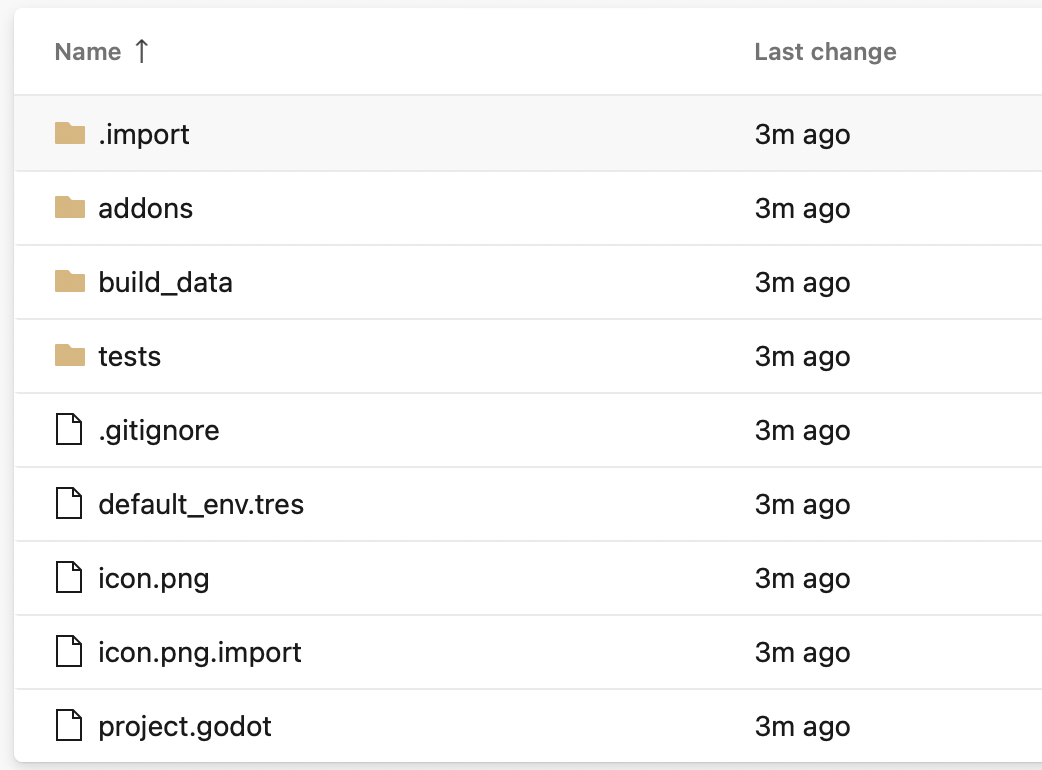 Name ↑ Last change
.import 3m ago
addons 3m ago
build_data 3m ago
tests 3m ago
.gitignore 3m ago
default_env.tres 3m ago
icon.png 3m ago
icon.png.import 3m ago
project.godot 3m ago